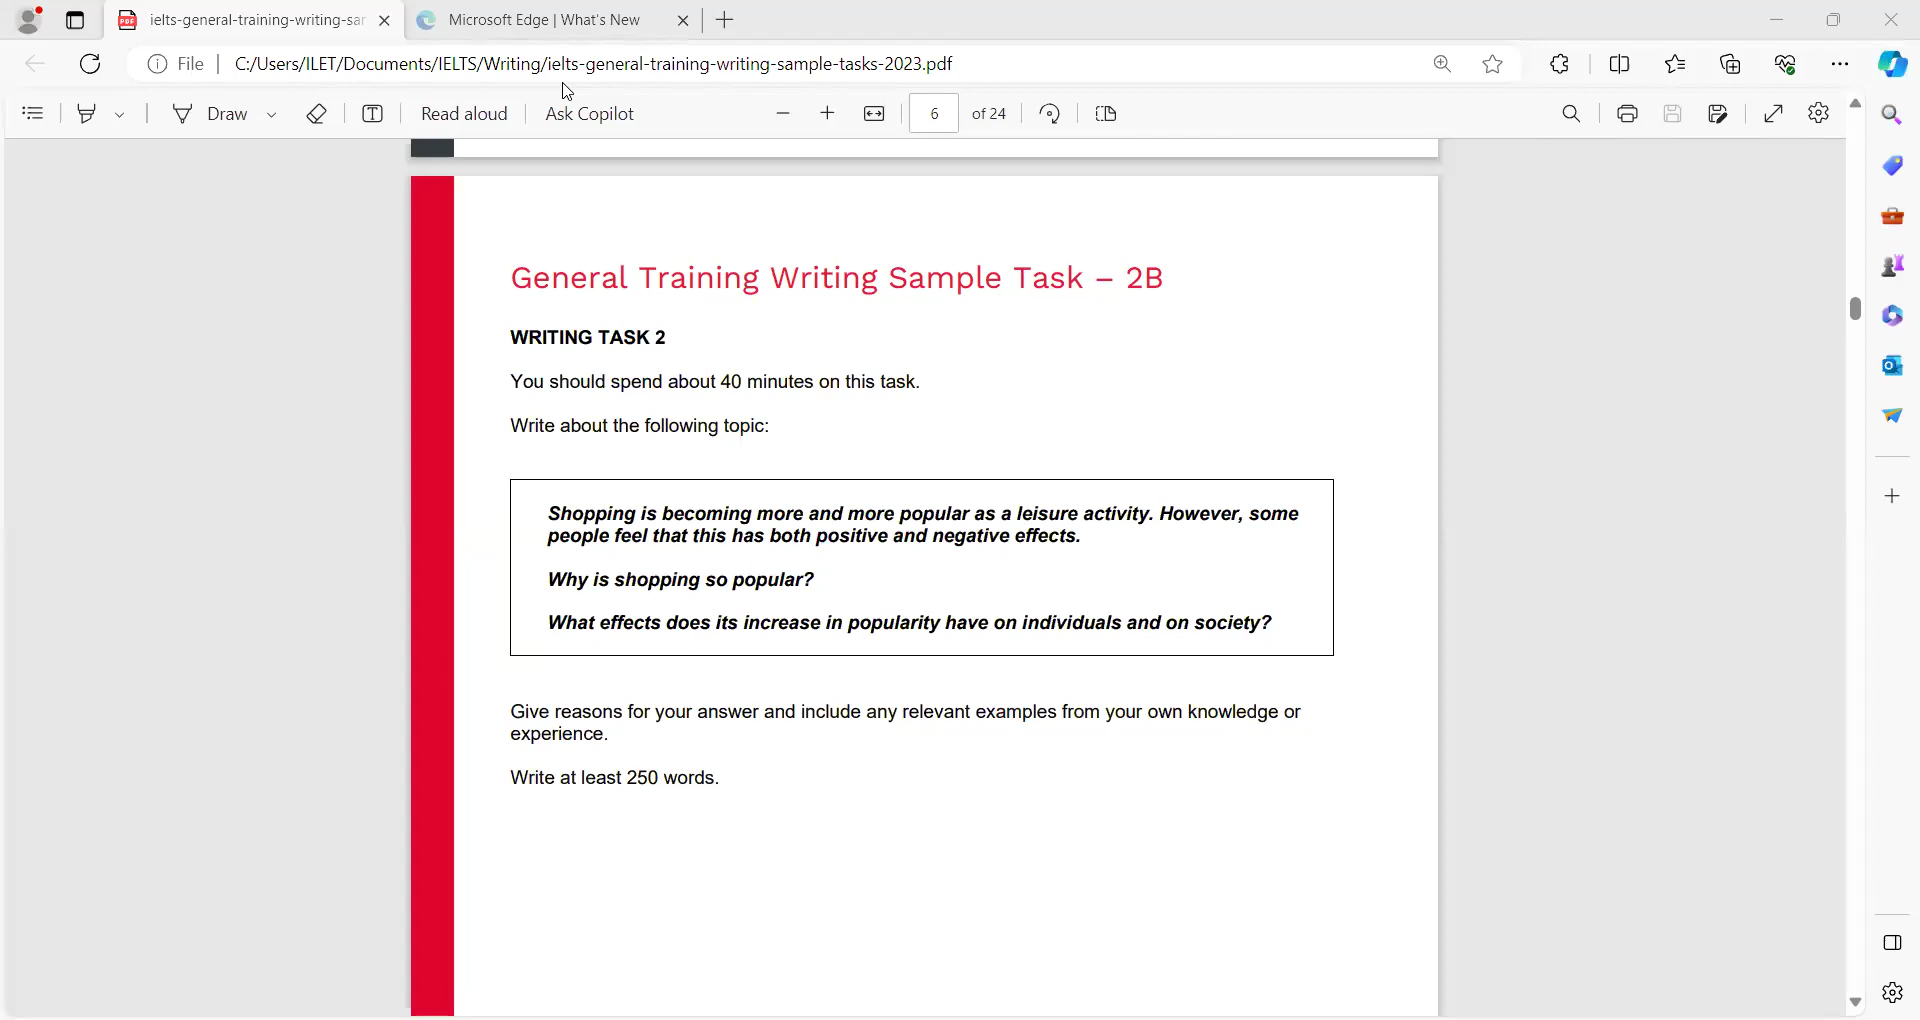 ielts-general-training-writing-sar
Microsoft Edge | What's New
File
C:/Users/ILET/Documents/IELTS/Writing/ielts-general-training-writing-sample-tasks-2023.pdf
Draw
Read aloud
Ask Copilot
6
of 24
General Training Writing Sample Task – 2B
WRITING TASK 2
You should spend about 40 minutes on this task.
Write about the following topic:
Shopping is becoming more and more popular as a leisure activity. However, some
people feel that this has both positive and negative effects.
Why is shopping so popular?
What effects does its increase in popularity have on individuals and on society?
Give reasons for your answer and include any relevant examples from your own knowledge or
experience.
Write at least 250 words.